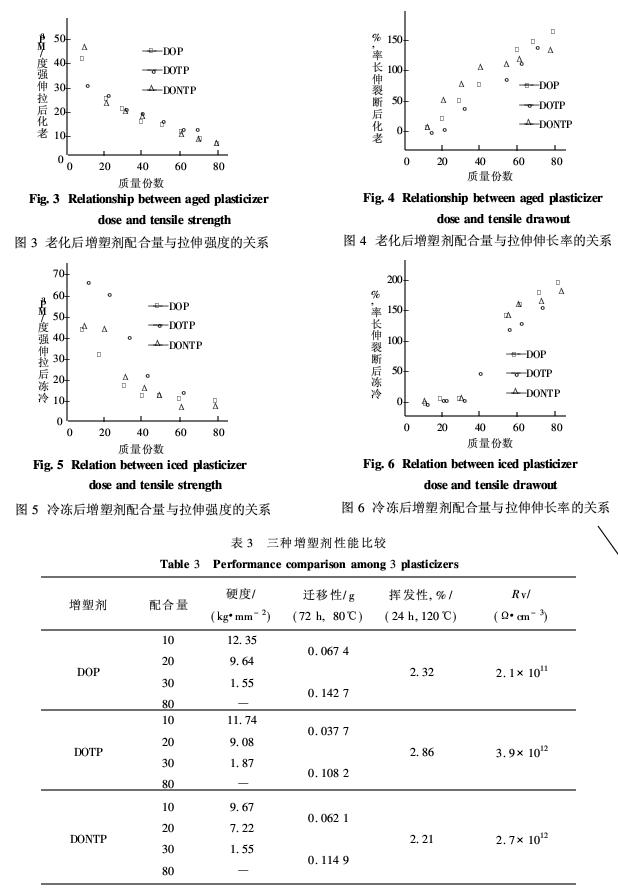 老化后拉伸强度/MPa
50
40
30
20
10
0
DOP
DOTP
DONTP
0 20 40 60 80
质量份数
Fig. 3 Relationship between aged plasticizer
dose and tensile strength
图 3 老化后增塑剂配合量与拉伸强度的关系
老化后断裂伸长率,%
150
100
50
0
DOP
DOTP
DONTP
0 20 40 60 80
质量份数
Fig. 4 Relationship between aged plasticizer
dose and tensile drawout
图 4 老化后增塑剂配合量与拉伸伸长率的关系
冷冻后拉伸强度/MPa
70
60
50
40
30
20
10
0
DOP
DOTP
DONTP
0 20 40 60 80
质量份数
Fig. 5 Relation between iced plasticizer
dose and tensile strength
图 5 冷冻后增塑剂配合量与拉伸强度的关系
冷冻后断裂伸长率,%
200
150
100
50
0
DOP
DOTP
DONTP
0 20 40 60 80
质量份数
Fig. 6 Relation between iced plasticizer
dose and tensile drawout
图 6 冷冻后增塑剂配合量与拉伸伸长率的关系
表 3 三种增塑剂性能比较
Table 3 Performance comparison among 3 plasticizers
增塑剂 配合量 硬度/ 迁移性/g 挥发性,%/ Rv/
(kg•mm⁻²) (72 h, 80℃) (24 h,120℃) (Ω•cm⁻³)
10 12.35
0.067 4
20 9.64
DOP 2.32 2.1×10¹¹
30 1.55
0.142 7
80 —
10 11.74
0.037 7
20 9.08
DOTP 2.86 3.9×10¹²
30 1.87
0.108 2
80 —
10 9.67
0.062 1
20 7.22
DONTP 2.21 2.7×10¹²
30 1.55
0.114 9
80 —